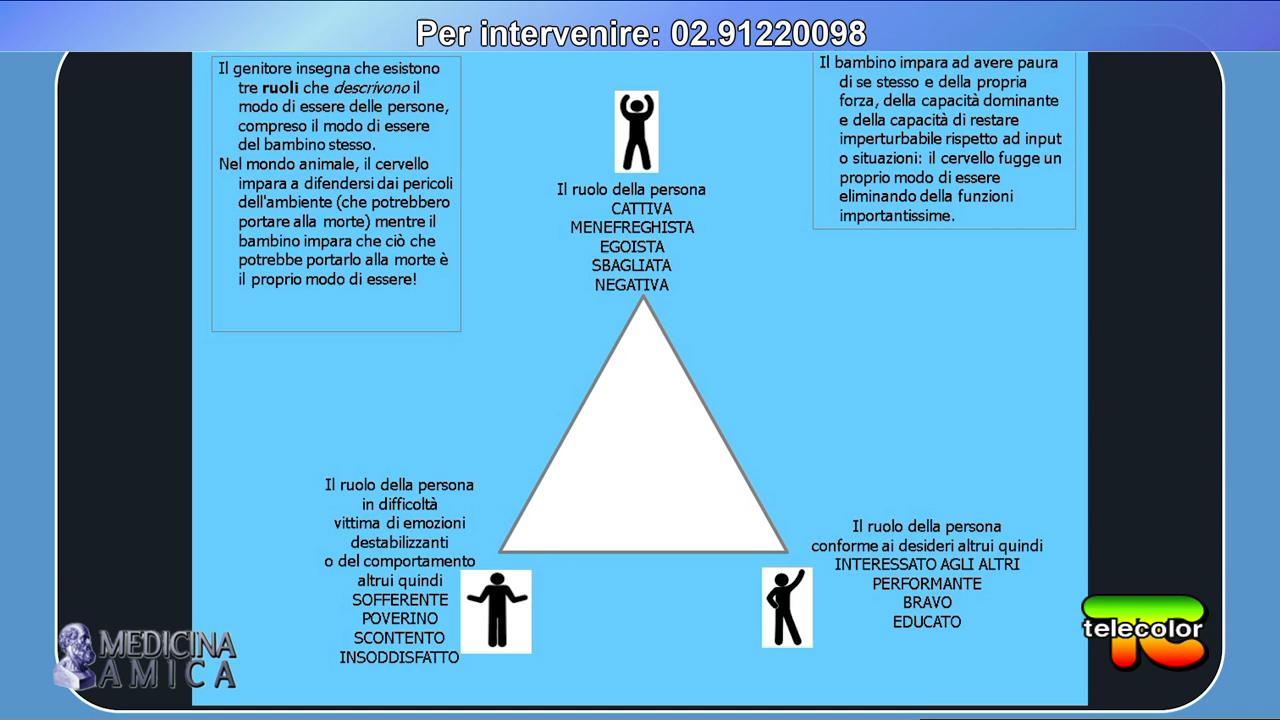 Per intervenire: 02.91220098
Il genitore insegna che esistono
tre ruoli che descrivono il
modo di essere delle persone,
compreso il modo di essere
del bambino stesso.
Nel mondo animale, il cervello
impara a difendersi dai pericoli
dell'ambiente (che potrebbero
portare alla morte) mentre il
bambino impara che ciò che
potrebbe portarlo alla morte è
il proprio modo di essere!
Il bambino impara ad avere paura
di se stesso e della propria
forza, della capacità dominante
e della capacità di restare
imperturbabile rispetto ad input
o situazioni: il cervello fugge un
proprio modo di essere
eliminando della funzioni
importantissime.
Il ruolo della persona
CATTIVA
MENEFREGHISTA
EGOISTA
SBAGLIATA
NEGATIVA
Il ruolo della persona
in difficoltà
vittima di emozioni
destabilizzanti
o del comportamento
altrui quindi
SOFFERENTE
POVERINO
SCONTENTO
INSODDISFATTO
Il ruolo della persona
conforme ai desideri altrui quindi
INTERESSATO AGLI ALTRI
PERFORMANTE
BRAVO
EDUCATO
MEDICINA
AMICA
telecolor
TC